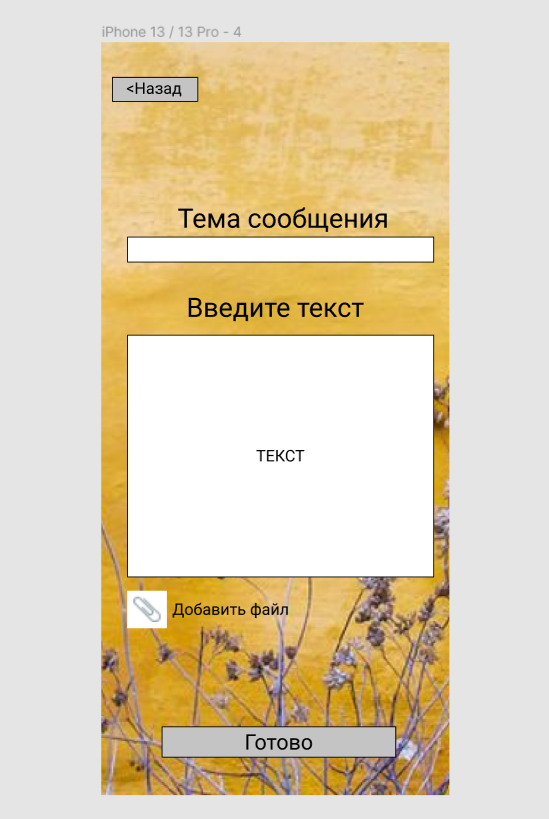 iPhone 13 / 13 Pro - 4
<Назад
Тема сообщения
Введите текст
ТЕКСТ
Добавить файл
Готово